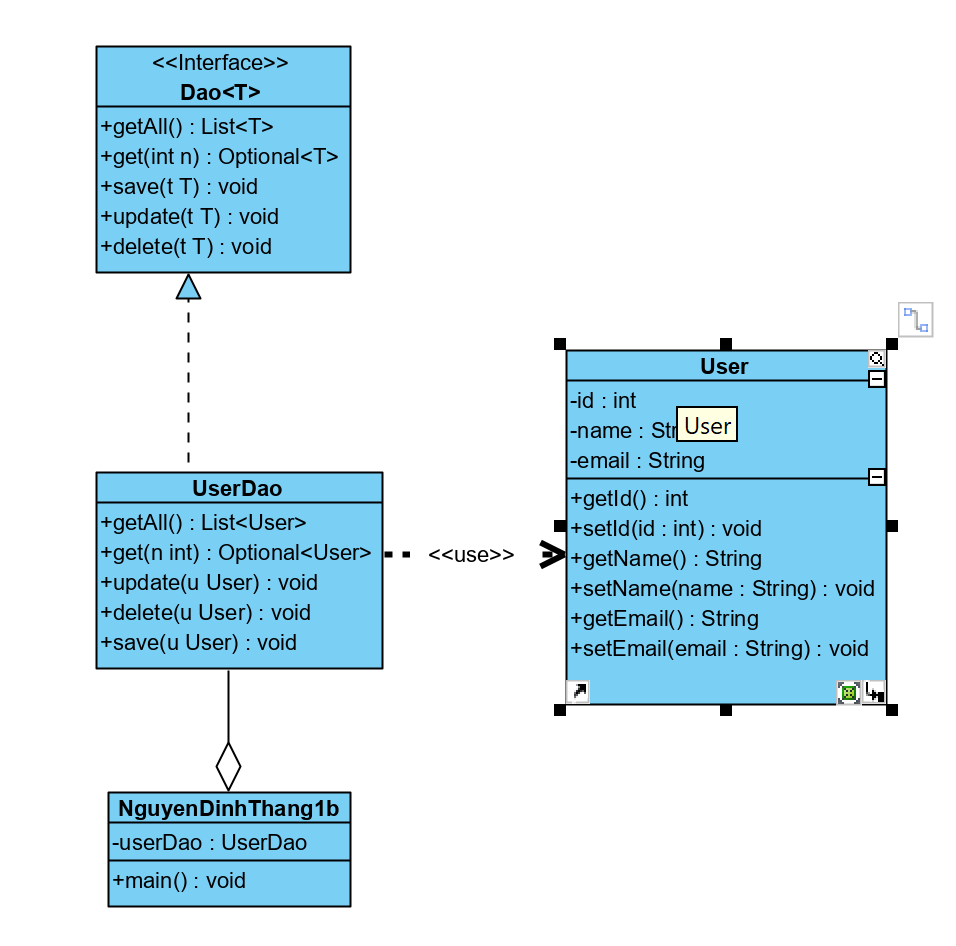 <<Interface>>
Dao<T>
+getAll() : List<T>
+get(int n) : Optional<T>
+save(t T) : void
+update(t T) : void
+delete(t T) : void
User
-id : int
-name : Str
User
-email : String
+getId() : int
+setId(id : int) : void
+getName() : String
+setName(name : String) : void
+getEmail() : String
+setEmail(email : String) : void
UserDao
+getAll() : List<User>
+get(n int) : Optional<User>
+update(u User) : void
+delete(u User) : void
+save(u User) : void
<<use>>
NguyenDinhThang1b
-userDao : UserDao
+main() : void